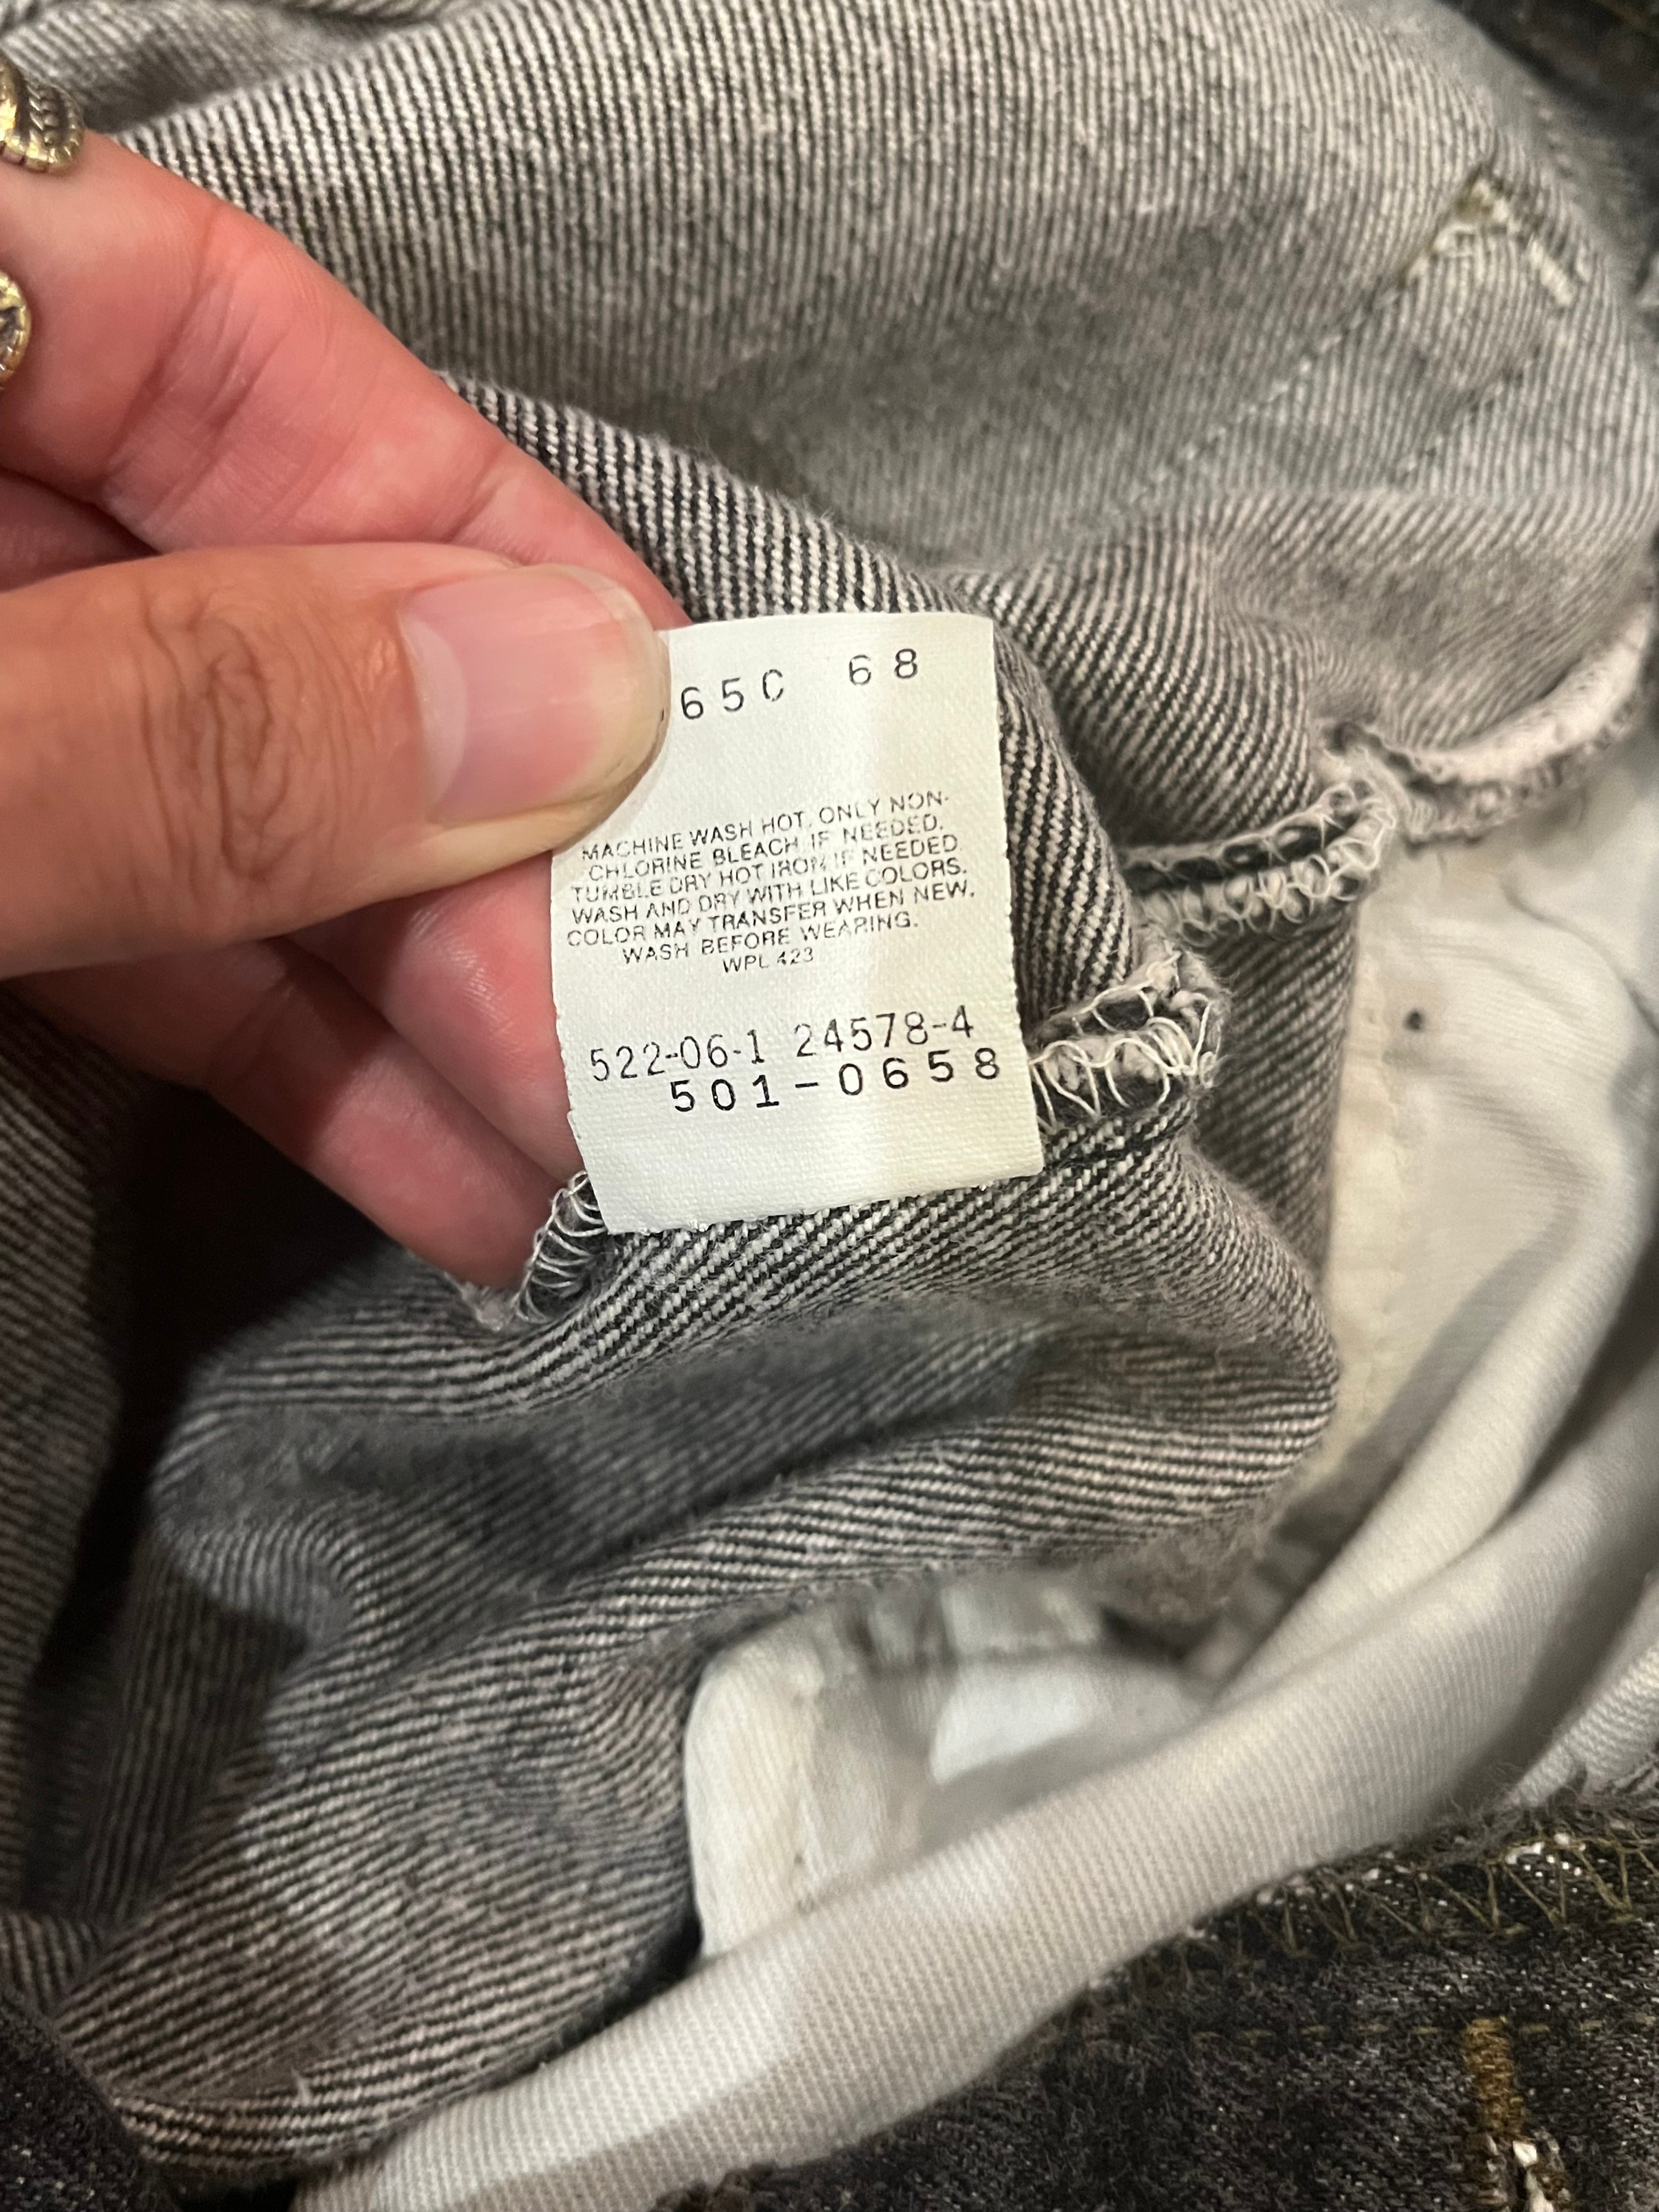 65C 68
MACHINE WASH HOT, ONLY NON-
CHLORINE BLEACH IF NEEDED.
TUMBLE DRY HOT IRON IF NEEDED
WASH AND DRY WITH LIKE COLORS.
COLOR MAY TRANSFER WHEN NEW.
WASH BEFORE WEARING.
WPL 423
522-06-1 24578-4
501-0658